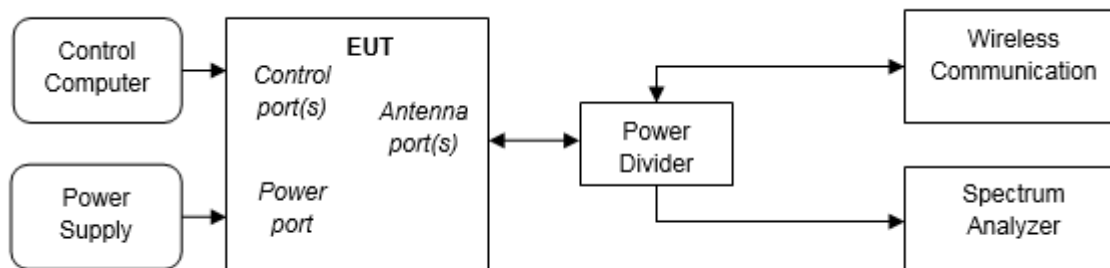 Control
Computer
EUT
Control
port(s)
Antenna
port(s)
Power
Divider
Wireless
Communication
Power
Supply
Power
port
Spectrum
Analyzer